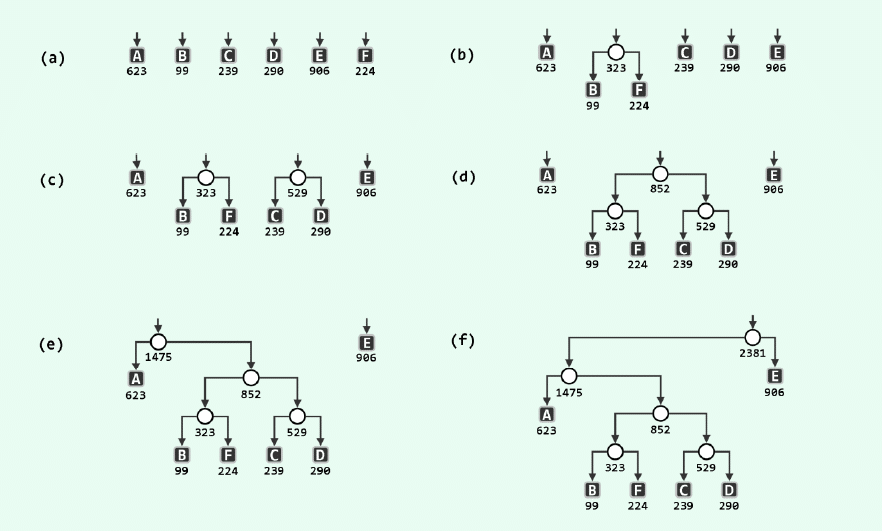 (a)
A B C D E F
623 99 239 290 906 224
(b)
A C D E
623 323 239 290 906
B F
99 224
(c)
A E
623 323 529 906
B F C D
99 224 239 290
(d)
A E
623 852 906
323 529
B F C D
99 224 239 290
(e)
E
1475 906
A
623 852
323 529
B F C D
99 224 239 290
(f)
2381
E
1475 906
A
623 852
323 529
B F C D
99 224 239 290